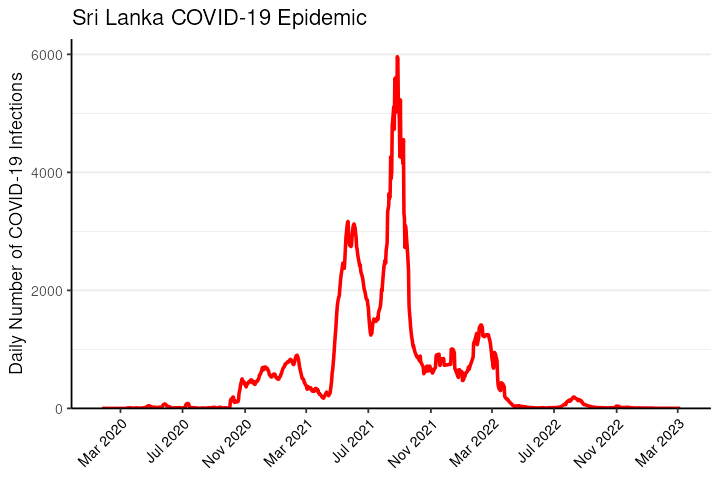 Sri Lanka COVID-19 Epidemic
Daily Number of COVID-19 Infections
6000
4000
2000
0
Mar 2020
Jul 2020
Nov 2020
Mar 2021
Jul 2021
Nov 2021
Mar 2022
Jul 2022
Nov 2022
Mar 2023